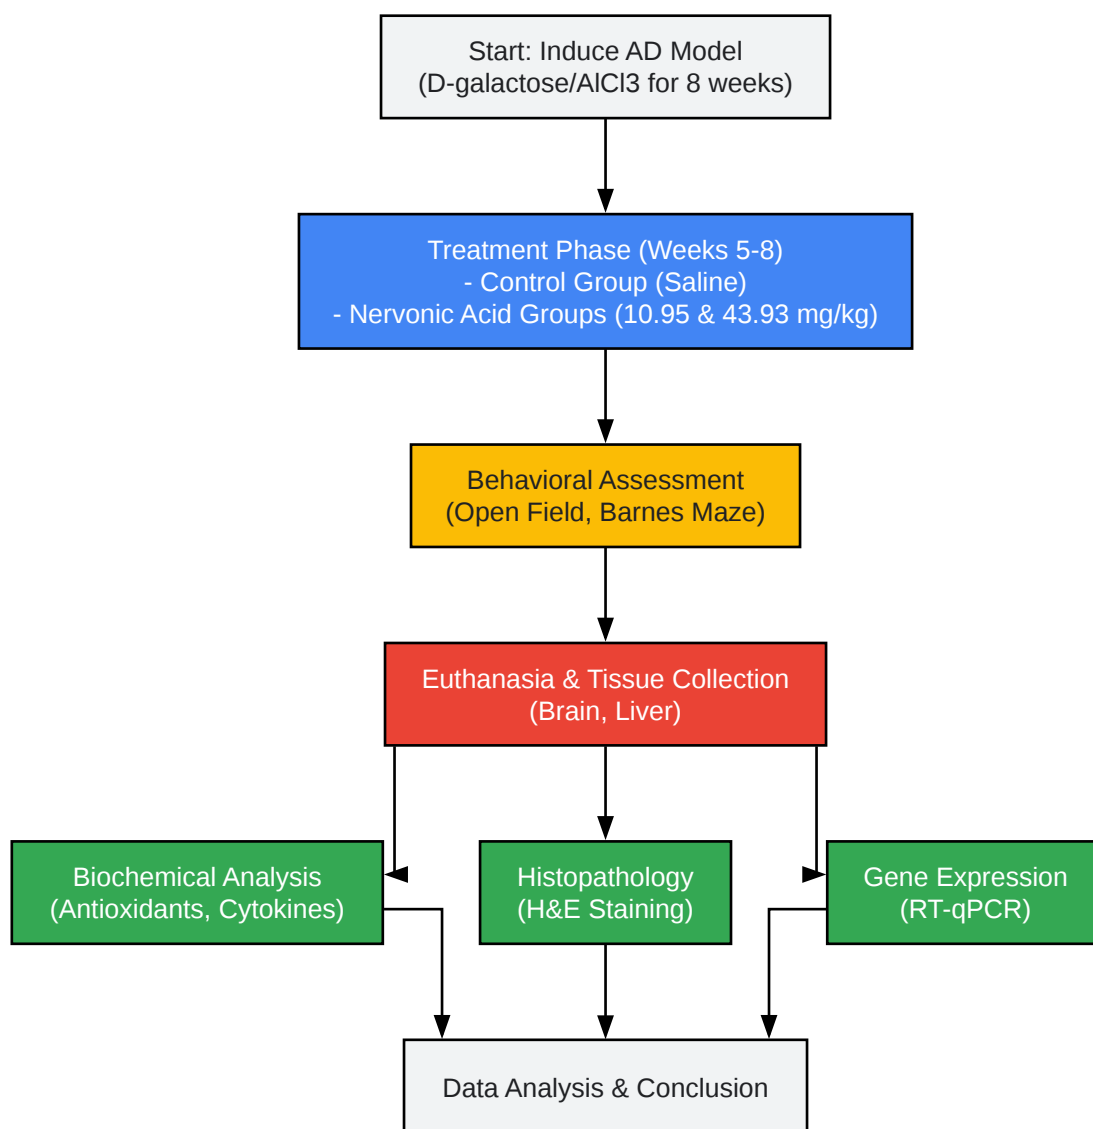 Start: Induce AD Model
(D-galactose/AlCl3 for 8 weeks)
Treatment Phase (Weeks 5-8)
- Control Group (Saline)
- Nervonic Acid Groups (10.95 & 43.93 mg/kg)
Behavioral Assessment
(Open Field, Barnes Maze)
Euthanasia & Tissue Collection
(Brain, Liver)
Biochemical Analysis
(Antioxidants, Cytokines)
Histopathology
(H&E Staining)
Gene Expression
(RT-qPCR)
Data Analysis & Conclusion